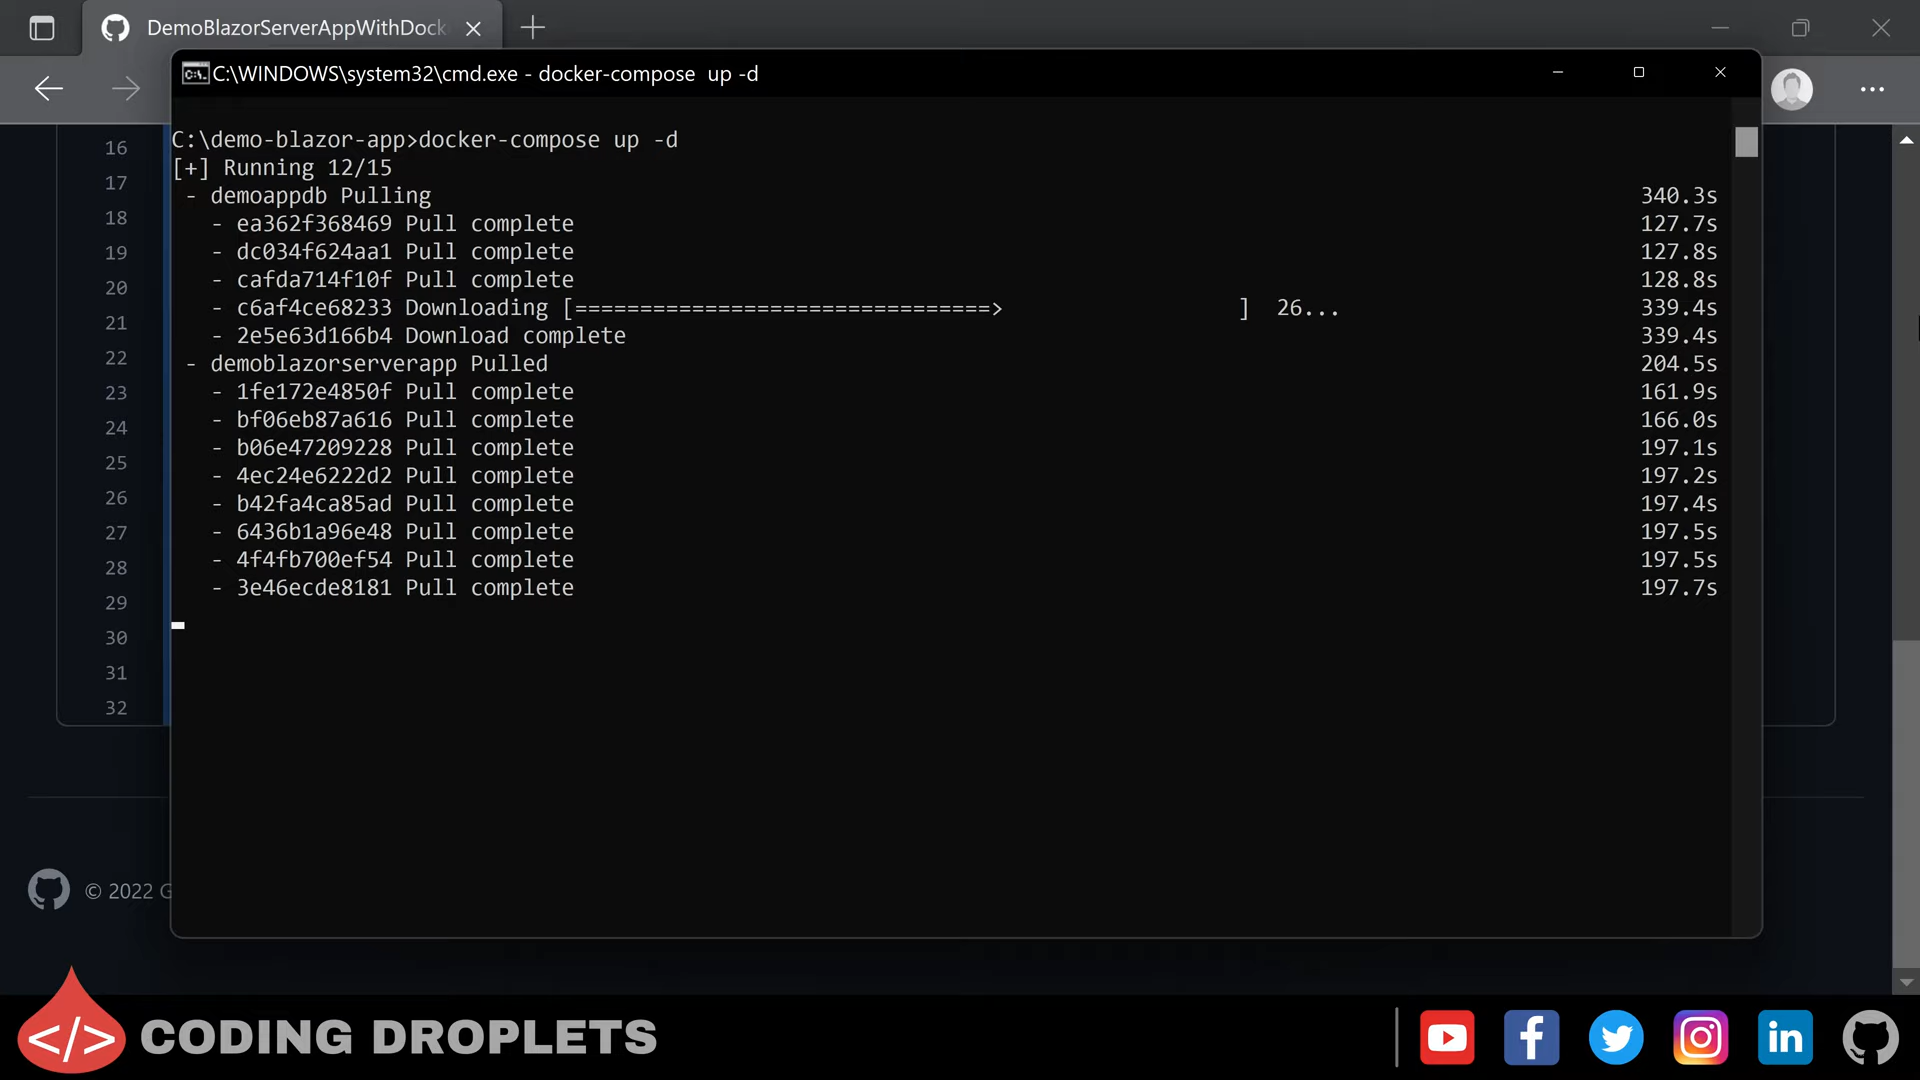 DemoBlazorServerAppWithDock
C:\WINDOWS\system32\cmd.exe - docker-compose  up -d
C:\demo-blazor-app>docker-compose up -d
[+] Running 12/15
- demoappdb Pulling 340.3s
- ea362f368469 Pull complete 127.7s
- dc034f624aa1 Pull complete 127.8s
- cafda714f10f Pull complete 128.8s
- c6af4ce68233 Downloading [================================> ] 26... 339.4s
- 2e5e63d166b4 Download complete 339.4s
- demoblazorserverapp Pulled 204.5s
- 1fe172e4850f Pull complete 161.9s
- bf06eb87a616 Pull complete 166.0s
- b06e47209228 Pull complete 197.1s
- 4ec24e6222d2 Pull complete 197.2s
- b42fa4ca85ad Pull complete 197.4s
- 6436b1a96e48 Pull complete 197.5s
- 4f4fb700ef54 Pull complete 197.5s
- 3e46ecde8181 Pull complete 197.7s
16
17
18
19
20
21
22
23
24
25
26
27
28
29
30
31
32
© 2022 G
</> CODING DROPLETS
in